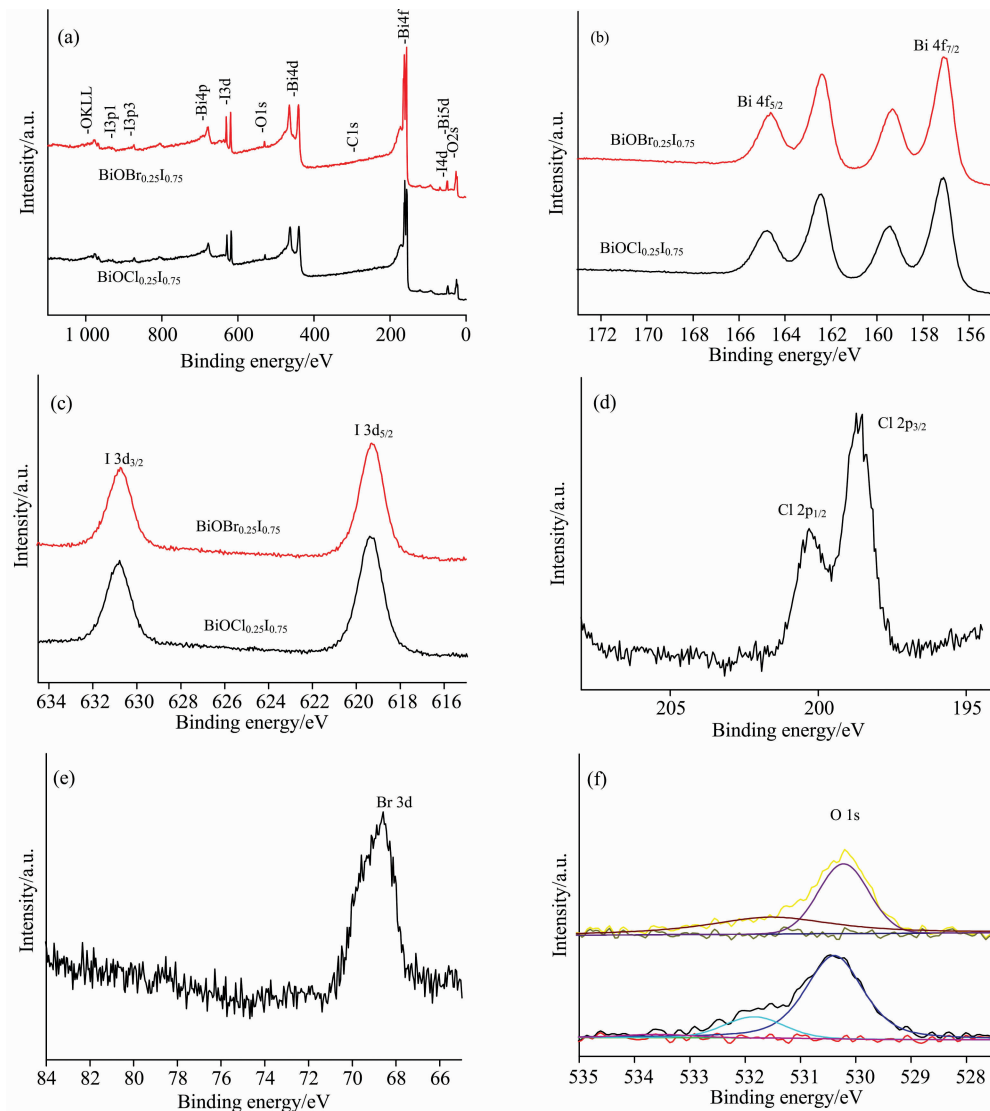 (a)
-OKLL
-I3p1
-I3p3
-Bi4p
-I3d
-O1s
-Bi4d
-C1s
-Bi4f
-I4d
-Bi5d
-O2s
BiOBr0.25I0.75
BiOCl0.25I0.75
Intensity/a.u.
1 000 800 600 400 200 0
Binding energy/eV
(b)
Bi 4f7/2
Bi 4f5/2
BiOBr0.25I0.75
BiOCl0.25I0.75
Intensity/a.u.
172 170 168 166 164 162 160 158 156 154
Binding energy/eV
(c)
I 3d5/2
I 3d3/2
BiOBr0.25I0.75
BiOCl0.25I0.75
Intensity/a.u.
634 632 630 628 626 624 622 620 618 616
Binding energy/eV
(d)
Cl 2p3/2
Cl 2p1/2
Intensity/a.u.
205 200 195
Binding energy/eV
(e)
Br 3d
Intensity/a.u.
84 82 80 78 76 74 72 70 68 66
Binding energy/eV
(f)
O 1s
Intensity/a.u.
535 534 533 532 531 530 529 528
Binding energy/eV